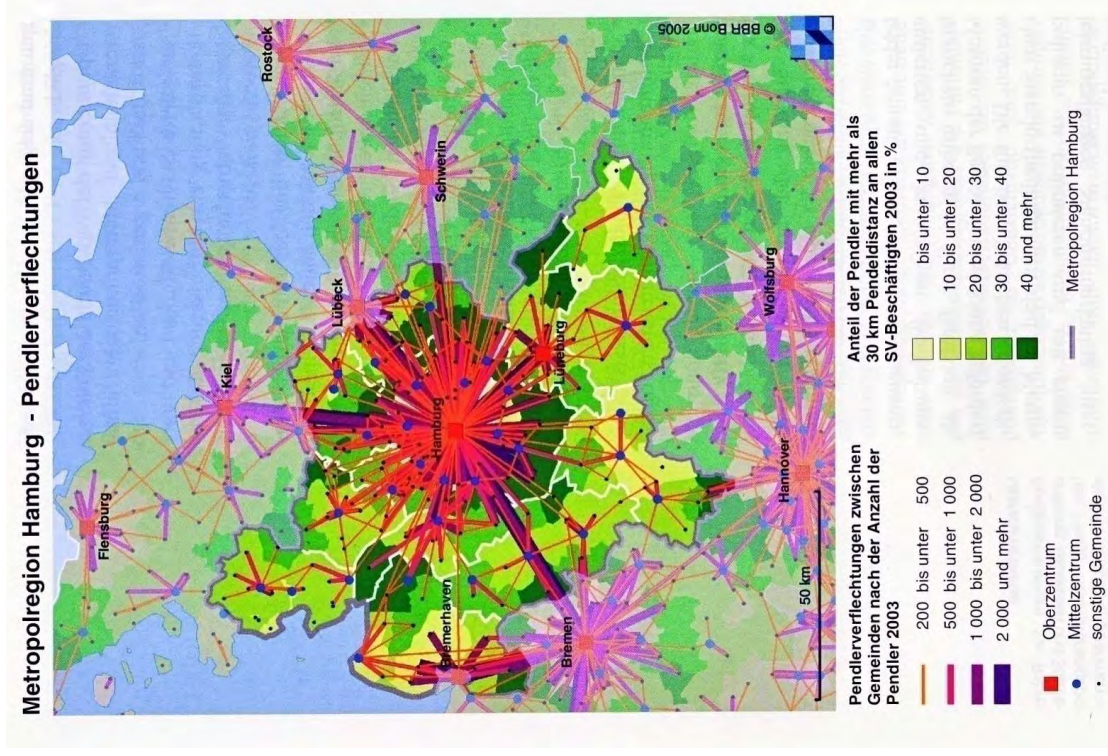 Metropolregion Hamburg - Pendlerverflechtungen
Flensburg
Kiel
Rostock
Lübeck
Schwerin
Hamburg
Bremerhaven
Lüneburg
Bremen
Wolfsburg
Hannover
50 km
© BBR Bonn 2005
Pendlerverflechtungen zwischen
Gemeinden nach der Anzahl der
Pendler 2003
200 bis unter 500
500 bis unter 1 000
1 000 bis unter 2 000
2 000 und mehr
Oberzentrum
Mittelzentrum
sonstige Gemeinde
Anteil der Pendler mit mehr als
30 km Pendeldistanz an allen
SV-Beschäftigten 2003 in %
bis unter 10
10 bis unter 20
20 bis unter 30
30 bis unter 40
40 und mehr
Metropolregion Hamburg